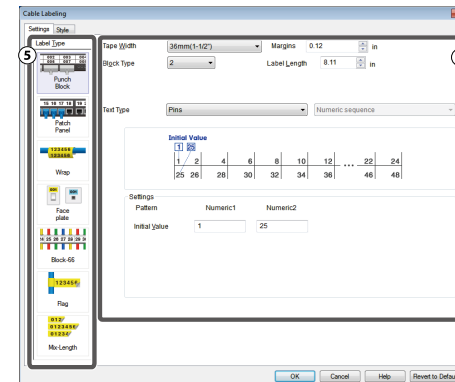 Cable Labeling
Settings Style
Label Type
5
Punch
Block
Patch
Panel
Wrap
Face
plate
Block-66
Flag
Mix-Length
123456
012
0123456
01234
Tape Width 36mm(1-1/2") Margins 0.12 in
Block Type 2 Label Length 8.11 in
Text Type Pins Numeric sequence
Initial Value
1 25
1 2 4 6 8 10 12 ... 22 24
25 26 28 30 32 34 36 46 48
Settings
Pattern Numeric1 Numeric2
Initial Value 1 25
OK Cancel Help Revert to Defau